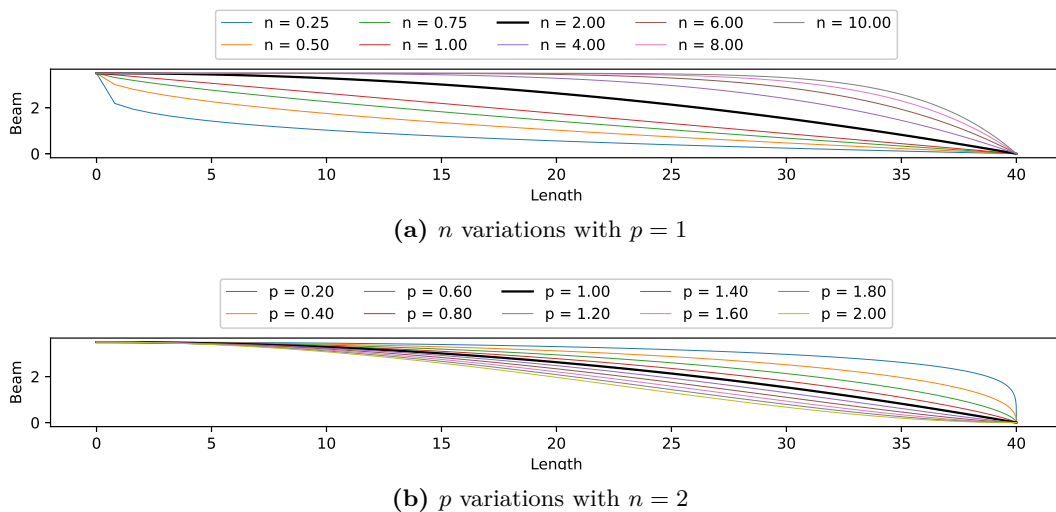 n = 0.25 n = 0.75 n = 2.00 n = 6.00 n = 10.00
n = 0.50 n = 1.00 n = 4.00 n = 8.00
Beam
2
0
0 5 10 15 20 25 30 35 40
Length
(a) n variations with p = 1
p = 0.20 p = 0.60 p = 1.00 p = 1.40 p = 1.80
p = 0.40 p = 0.80 p = 1.20 p = 1.60 p = 2.00
Beam
2
0
0 5 10 15 20 25 30 35 40
Length
(b) p variations with n = 2